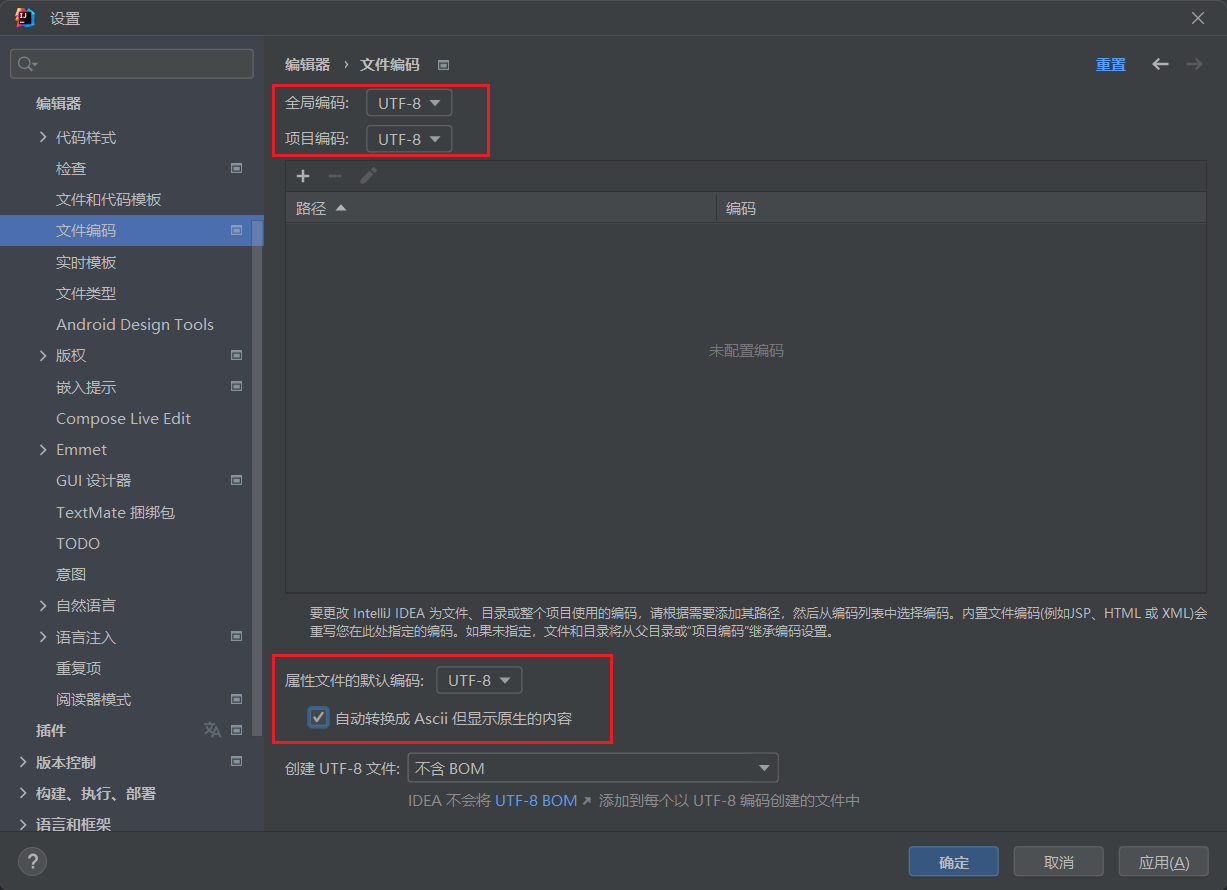 设置
编辑器 › 文件编码
重置
编辑器
代码样式
检查
文件和代码模板
文件编码
实时模板
文件类型
Android Design Tools
版权
嵌入提示
Compose Live Edit
Emmet
GUI 设计器
TextMate 捆绑包
TODO
意图
自然语言
语言注入
重复项
阅读器模式
插件
版本控制
构建、执行、部署
语言和框架
全局编码: UTF-8
项目编码: UTF-8
路径 编码
未配置编码
要更改 IntelliJ IDEA 为文件、目录或整个项目使用的编码，请根据需要添加其路径，然后从编码列表中选择编码。内置文件编码(例如JSP、HTML 或 XML)会
重写您在此处指定的编码。如果未指定，文件和目录将从父目录或“项目编码”继承编码设置。
属性文件的默认编码: UTF-8
自动转换成 Ascii 但显示原生的内容
创建 UTF-8 文件: 不含 BOM
IDEA 不会将 UTF-8 BOM ↗ 添加到每个以 UTF-8 编码创建的文件中
?
确定 取消 应用(A)